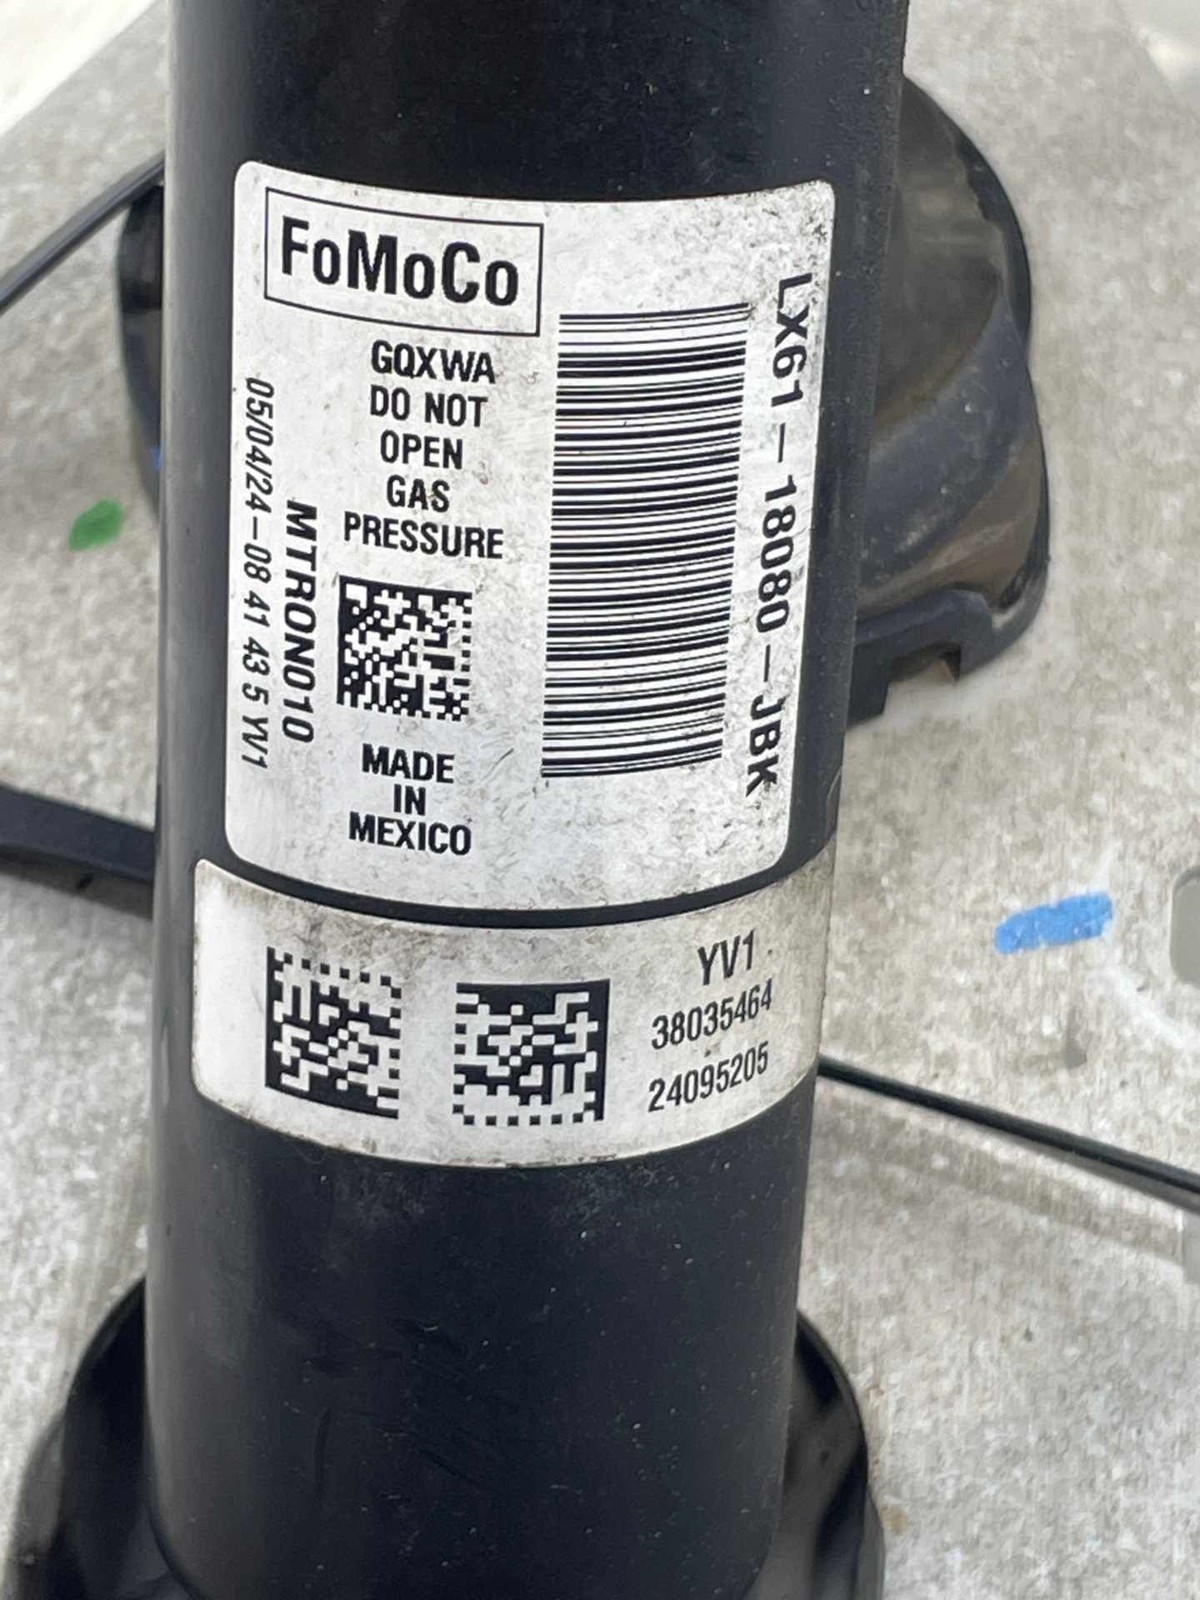 FoMoCo
GQXWA
DO NOT
OPEN
GAS
PRESSURE
MADE
IN
MEXICO
MTRON010
05/04/24-08 41 43 5 YV1
LX61-18080-JBK
YV1
38035464
24095205